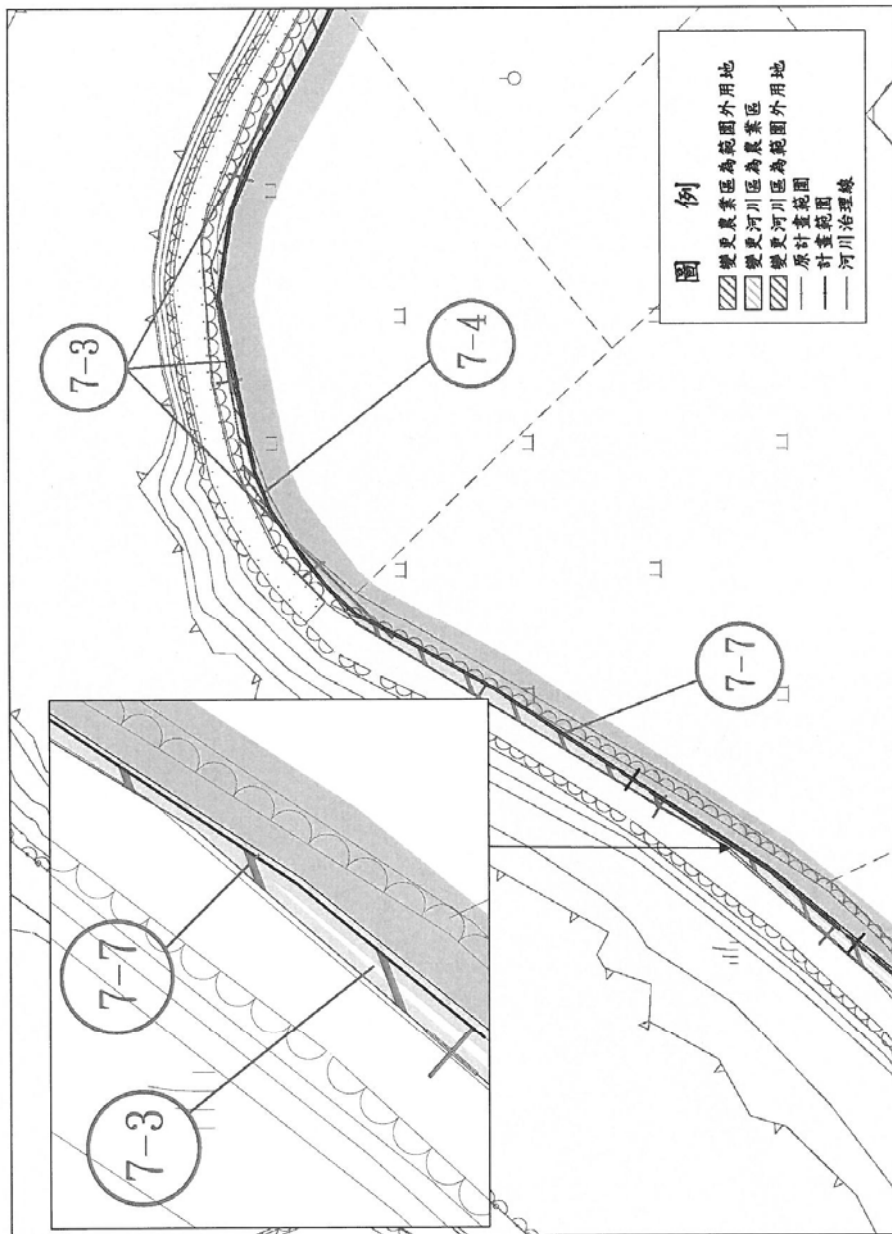 7-3
7-4
7-7
7-7
7-3
圖例
變更農業區為範圍外用地
變更河川區為農業區
變更河川區為範圍外用地
原計畫範圍
計畫範圍
河川治理線